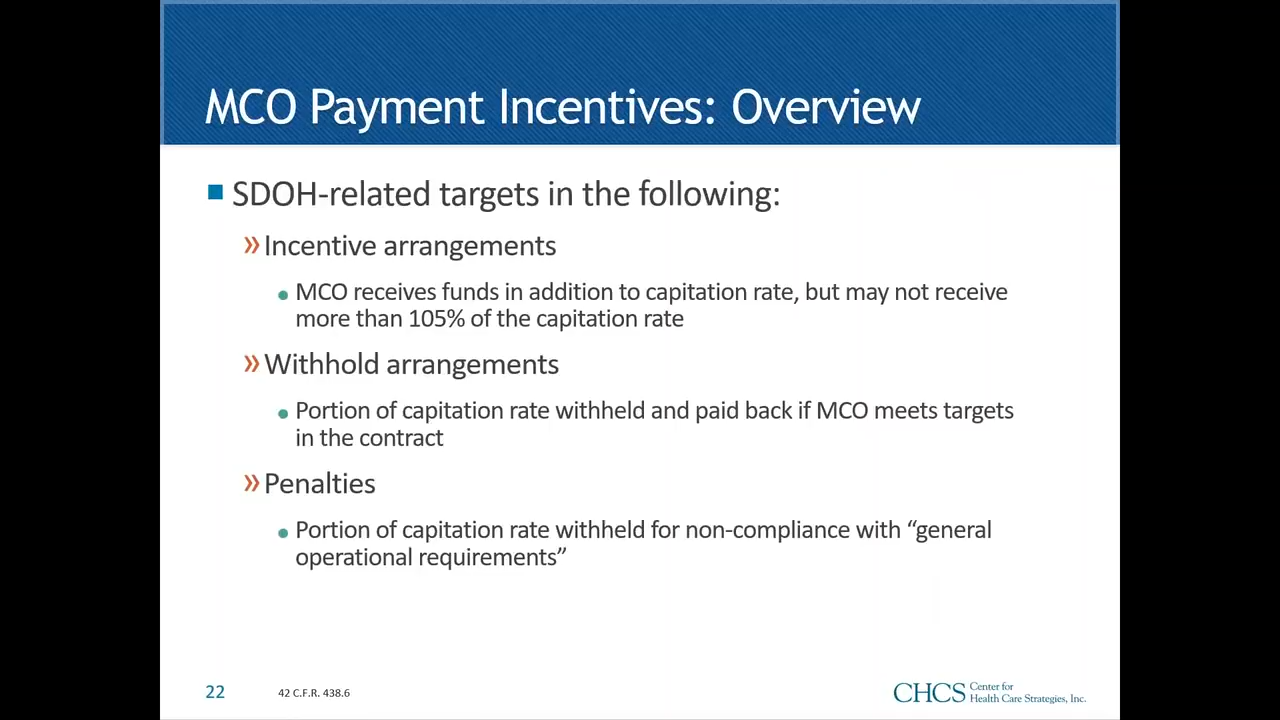 MCO Payment Incentives: Overview
SDOH-related targets in the following:
Incentive arrangements
MCO receives funds in addition to capitation rate, but may not receive
more than 105% of the capitation rate
Withhold arrangements
Portion of capitation rate withheld and paid back if MCO meets targets
in the contract
Penalties
Portion of capitation rate withheld for non-compliance with “general
operational requirements”
22
42 C.F.R. 438.6
CHCS Center for
Health Care Strategies, Inc.